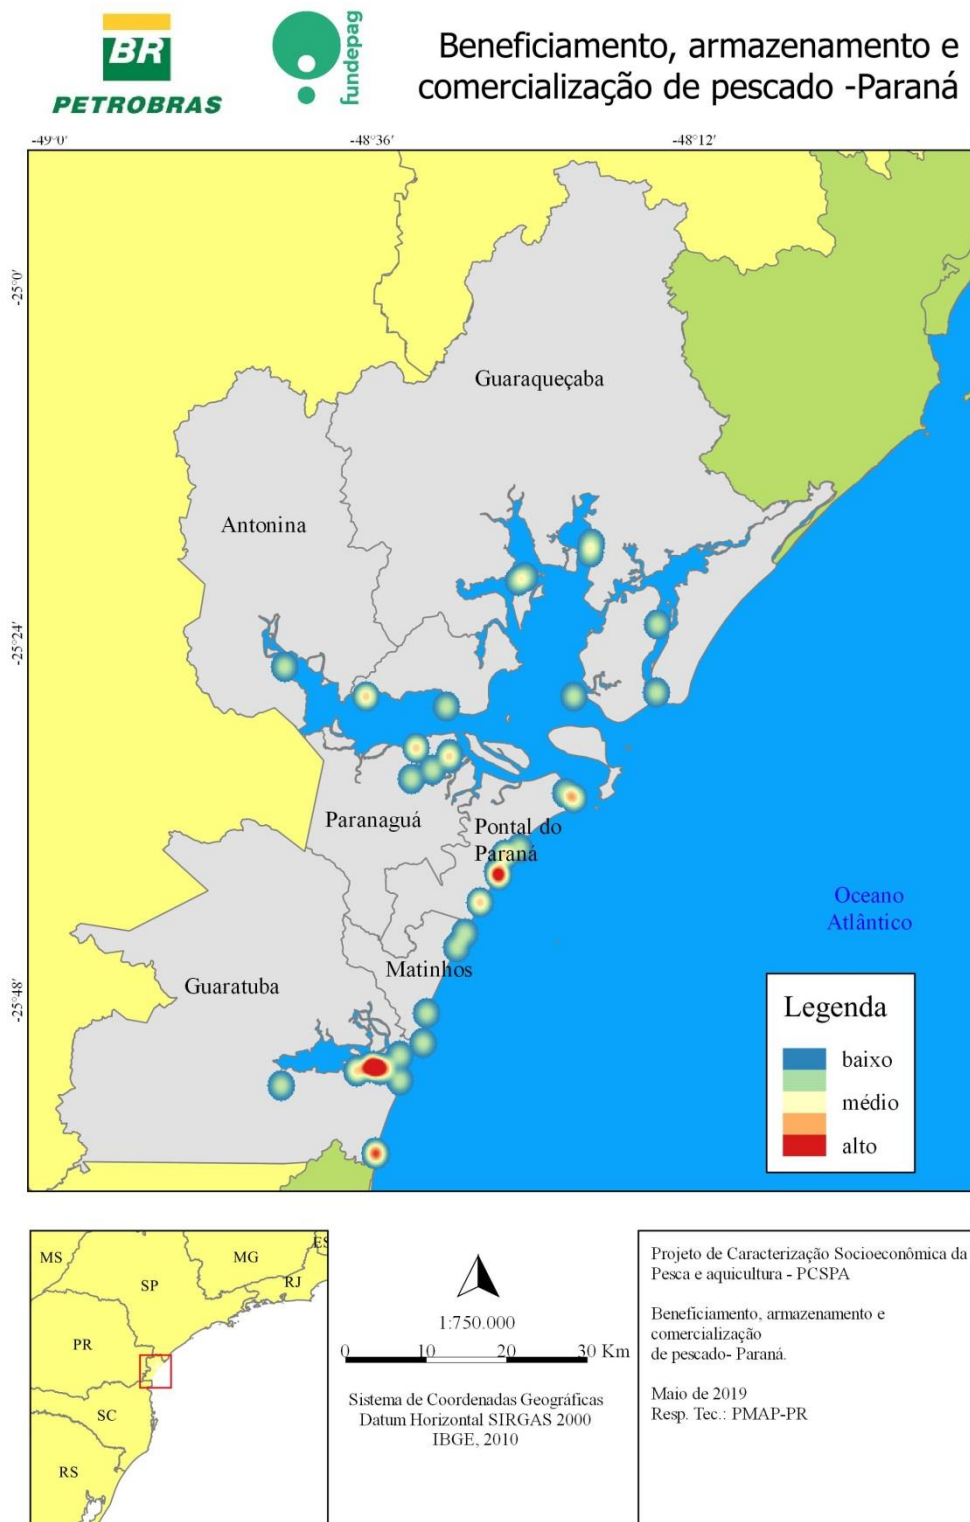 BR
PETROBRAS
fundepag
Beneficiamento, armazenamento e
comercialização de pescado -Paraná
-49°0'
-48°36'
-48°12'
-25°0'
-25°24'
-25°48'
Guaraqueçaba
Antonina
Paranaguá
Pontal do
Paraná
Oceano
Atlântico
Matinhos
Guaratuba
Legenda
baixo
médio
alto
MS
SP
MG
ES
RJ
PR
SC
RS
1:750.000
0 10 20 30 Km
Sistema de Coordenadas Geográficas
Datum Horizontal SIRGAS 2000
IBGE, 2010
Projeto de Caracterização Socioeconômica da
Pesca e aquicultura - PCSPA
Beneficiamento, armazenamento e
comercialização
de pescado- Paraná.
Maio de 2019
Resp. Tec.: PMAP-PR